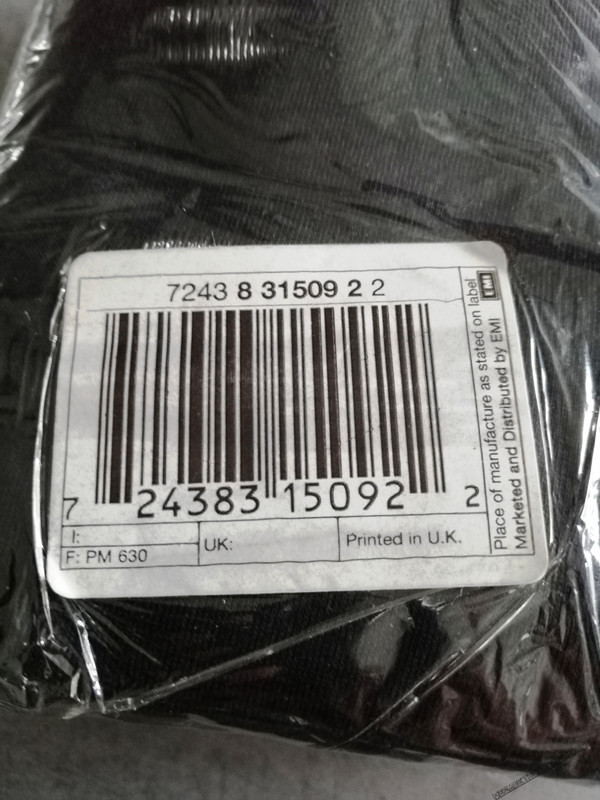 7243 8 31509 2 2
7 24383 15092 2
I:
F: PM 630
UK:
Printed in U.K.
Place of manufacture as stated on label
Marketed and Distributed by EMI
EMI